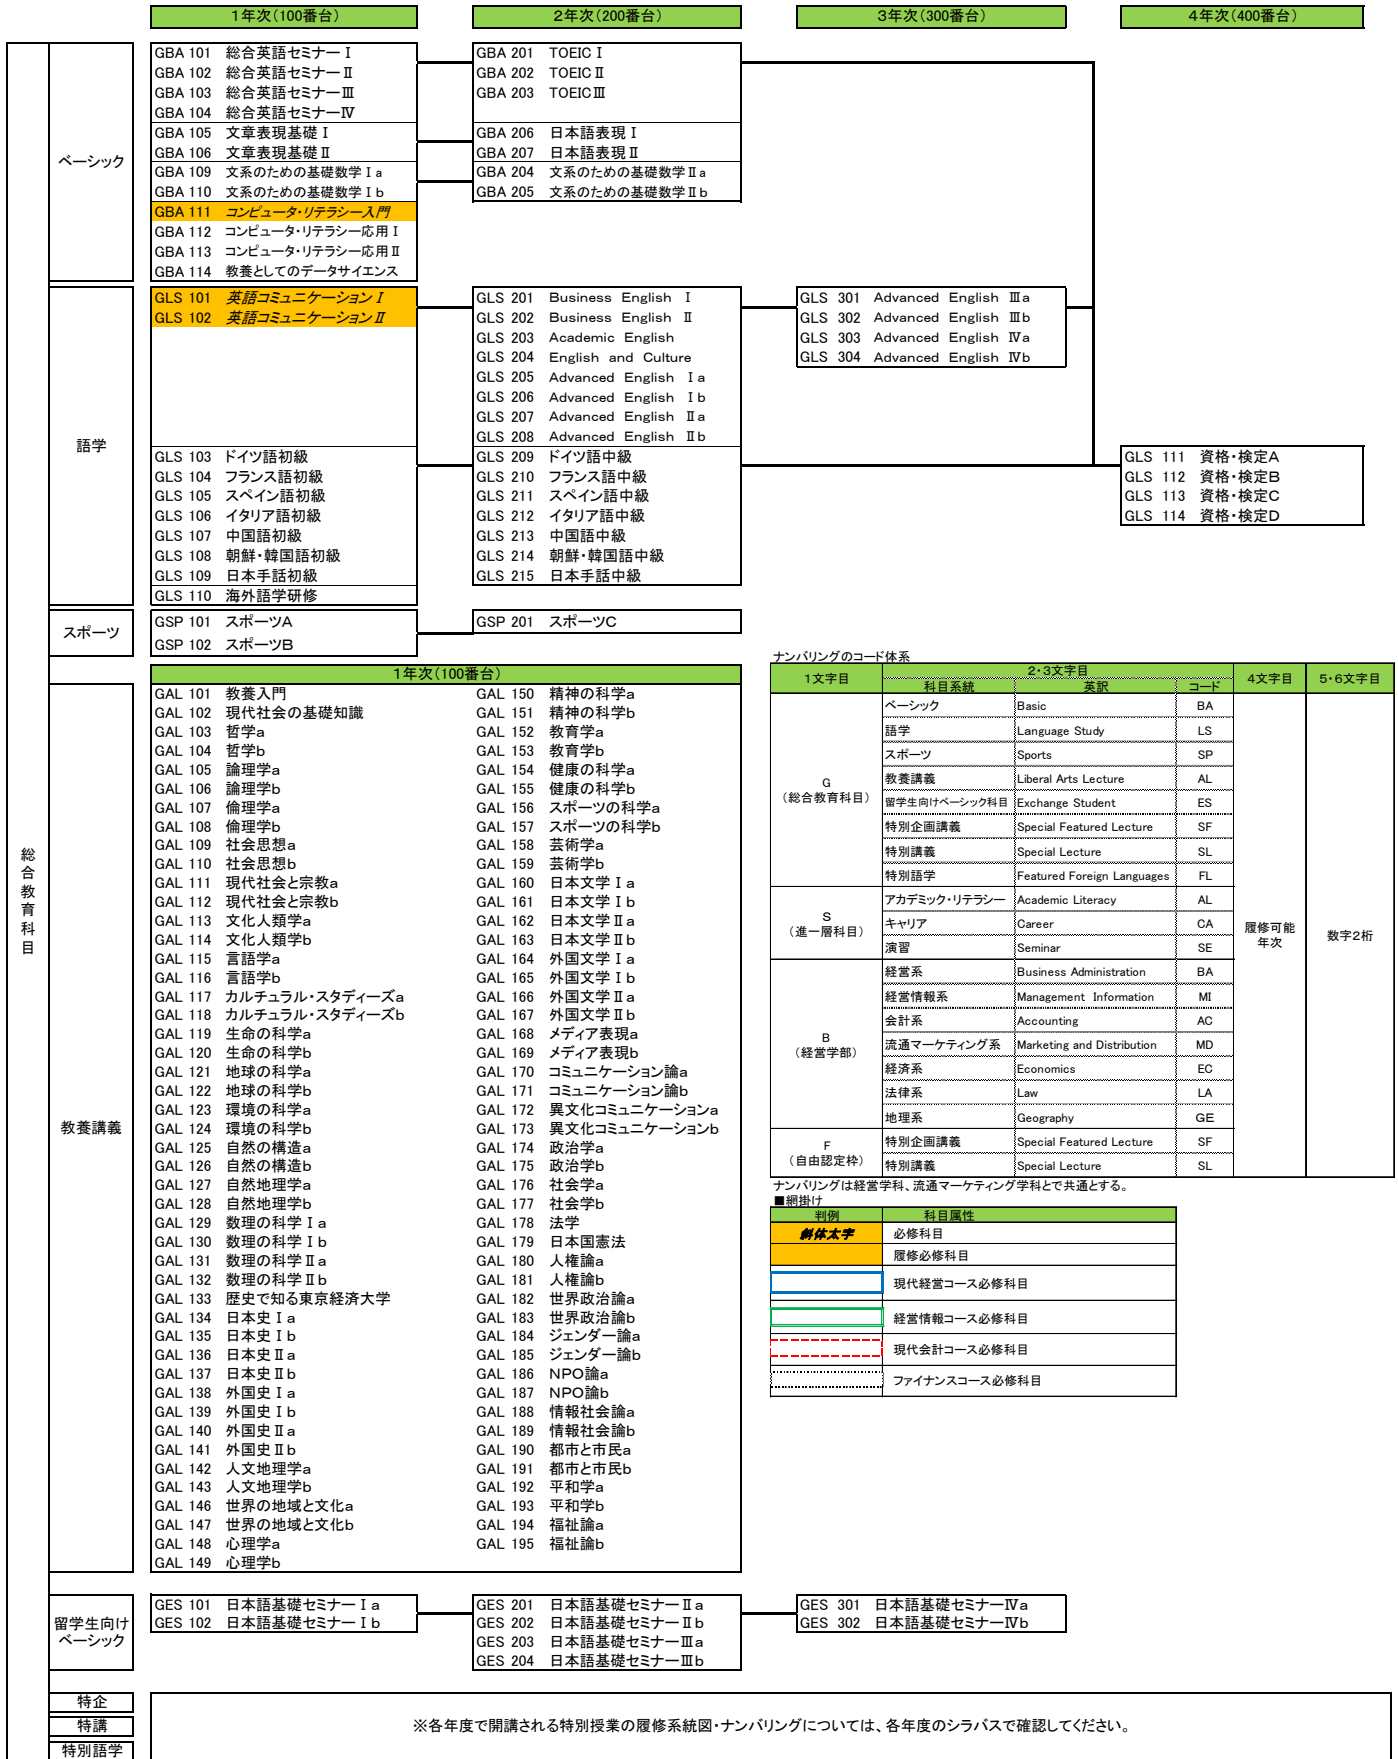 1年次(100番台)
2年次(200番台)
3年次(300番台)
4年次(400番台)
総合教育科目
ベーシック
GBA 101 総合英語セミナーⅠ
GBA 102 総合英語セミナーⅡ
GBA 103 総合英語セミナーⅢ
GBA 104 総合英語セミナーⅣ
GBA 105 文章表現基礎Ⅰ
GBA 106 文章表現基礎Ⅱ
GBA 109 文系のための基礎数学Ⅰa
GBA 110 文系のための基礎数学Ⅰb
GBA 111 コンピュータ・リテラシー入門
GBA 112 コンピュータ・リテラシー応用Ⅰ
GBA 113 コンピュータ・リテラシー応用Ⅱ
GBA 114 教養としてのデータサイエンス
GBA 201 TOEICⅠ
GBA 202 TOEICⅡ
GBA 203 TOEICⅢ
GBA 206 日本語表現Ⅰ
GBA 207 日本語表現Ⅱ
GBA 204 文系のための基礎数学Ⅱa
GBA 205 文系のための基礎数学Ⅱb
語学
GLS 101 英語コミュニケーションⅠ
GLS 102 英語コミュニケーションⅡ
GLS 103 ドイツ語初級
GLS 104 フランス語初級
GLS 105 スペイン語初級
GLS 106 イタリア語初級
GLS 107 中国語初級
GLS 108 朝鮮・韓国語初級
GLS 109 日本手話初級
GLS 110 海外語学研修
GLS 201 Business English Ⅰ
GLS 202 Business English Ⅱ
GLS 203 Academic English
GLS 204 English and Culture
GLS 205 Advanced English Ⅰa
GLS 206 Advanced English Ⅰb
GLS 207 Advanced English Ⅱa
GLS 208 Advanced English Ⅱb
GLS 209 ドイツ語中級
GLS 210 フランス語中級
GLS 211 スペイン語中級
GLS 212 イタリア語中級
GLS 213 中国語中級
GLS 214 朝鮮・韓国語中級
GLS 215 日本手話中級
GLS 301 Advanced English Ⅲa
GLS 302 Advanced English Ⅲb
GLS 303 Advanced English Ⅳa
GLS 304 Advanced English Ⅳb
GLS 111 資格・検定A
GLS 112 資格・検定B
GLS 113 資格・検定C
GLS 114 資格・検定D
スポーツ
GSP 101 スポーツA
GSP 102 スポーツB
GSP 201 スポーツC
教養講義
1年次(100番台)
GAL 101 教養入門
GAL 102 現代社会の基礎知識
GAL 103 哲学a
GAL 104 哲学b
GAL 105 論理学a
GAL 106 論理学b
GAL 107 倫理学a
GAL 108 倫理学b
GAL 109 社会思想a
GAL 110 社会思想b
GAL 111 現代社会と宗教a
GAL 112 現代社会と宗教b
GAL 113 文化人類学a
GAL 114 文化人類学b
GAL 115 言語学a
GAL 116 言語学b
GAL 117 カルチュラル・スタディーズa
GAL 118 カルチュラル・スタディーズb
GAL 119 生命の科学a
GAL 120 生命の科学b
GAL 121 地球の科学a
GAL 122 地球の科学b
GAL 123 環境の科学a
GAL 124 環境の科学b
GAL 125 自然の構造a
GAL 126 自然の構造b
GAL 127 自然地理学a
GAL 128 自然地理学b
GAL 129 数理の科学Ⅰa
GAL 130 数理の科学Ⅰb
GAL 131 数理の科学Ⅱa
GAL 132 数理の科学Ⅱb
GAL 133 歴史で知る東京経済大学
GAL 134 日本史Ⅰa
GAL 135 日本史Ⅰb
GAL 136 日本史Ⅱa
GAL 137 日本史Ⅱb
GAL 138 外国史Ⅰa
GAL 139 外国史Ⅰb
GAL 140 外国史Ⅱa
GAL 141 外国史Ⅱb
GAL 142 人文地理学a
GAL 143 人文地理学b
GAL 146 世界の地域と文化a
GAL 147 世界の地域と文化b
GAL 148 心理学a
GAL 149 心理学b
GAL 150 精神の科学a
GAL 151 精神の科学b
GAL 152 教育学a
GAL 153 教育学b
GAL 154 健康の科学a
GAL 155 健康の科学b
GAL 156 スポーツの科学a
GAL 157 スポーツの科学b
GAL 158 芸術学a
GAL 159 芸術学b
GAL 160 日本文学Ⅰa
GAL 161 日本文学Ⅰb
GAL 162 日本文学Ⅱa
GAL 163 日本文学Ⅱb
GAL 164 外国文学Ⅰa
GAL 165 外国文学Ⅰb
GAL 166 外国文学Ⅱa
GAL 167 外国文学Ⅱb
GAL 168 メディア表現a
GAL 169 メディア表現b
GAL 170 コミュニケーション論a
GAL 171 コミュニケーション論b
GAL 172 異文化コミュニケーションa
GAL 173 異文化コミュニケーションb
GAL 174 政治学a
GAL 175 政治学b
GAL 176 社会学a
GAL 177 社会学b
GAL 178 法学
GAL 179 日本国憲法
GAL 180 人権論a
GAL 181 人権論b
GAL 182 世界政治論a
GAL 183 世界政治論b
GAL 184 ジェンダー論a
GAL 185 ジェンダー論b
GAL 186 NPO論a
GAL 187 NPO論b
GAL 188 情報社会論a
GAL 189 情報社会論b
GAL 190 都市と市民a
GAL 191 都市と市民b
GAL 192 平和学a
GAL 193 平和学b
GAL 194 福祉論a
GAL 195 福祉論b
ナンバリングのコード体系
1文字目 2・3文字目 4文字目 5・6文字目
科目系統 英訳 コード
G
(総合教育科目)
ベーシック Basic BA
語学 Language Study LS
スポーツ Sports SP
教養講義 Liberal Arts Lecture AL
留学生向けベーシック科目 Exchange Student ES
特別企画講義 Special Featured Lecture SF
特別講義 Special Lecture SL
特別語学 Featured Foreign Languages FL
S
(進一層科目)
アカデミック・リテラシー Academic Literacy AL
キャリア Career CA
演習 Seminar SE
B
(経営学部)
経営系 Business Administration BA
経営情報系 Management Information MI
会計系 Accounting AC
流通マーケティング系 Marketing and Distribution MD
経済系 Economics EC
法律系 Law LA
地理系 Geography GE
F
(自由認定枠)
特別企画講義 Special Featured Lecture SF
特別講義 Special Lecture SL
履修可能
年次
数字2桁
ナンバリングは経営学科、流通マーケティング学科とで共通とする。
■網掛け
判例 科目属性
斜体太字 必修科目
履修必修科目
現代経営コース必修科目
経営情報コース必修科目
現代会計コース必修科目
ファイナンスコース必修科目
留学生向け
ベーシック
GES 101 日本語基礎セミナーⅠa
GES 102 日本語基礎セミナーⅠb
GES 201 日本語基礎セミナーⅡa
GES 202 日本語基礎セミナーⅡb
GES 203 日本語基礎セミナーⅢa
GES 204 日本語基礎セミナーⅢb
GES 301 日本語基礎セミナーⅣa
GES 302 日本語基礎セミナーⅣb
特企
特講
特別語学
※各年度で開講される特別授業の履修系統図・ナンバリングについては、各年度のシラバスで確認してください。